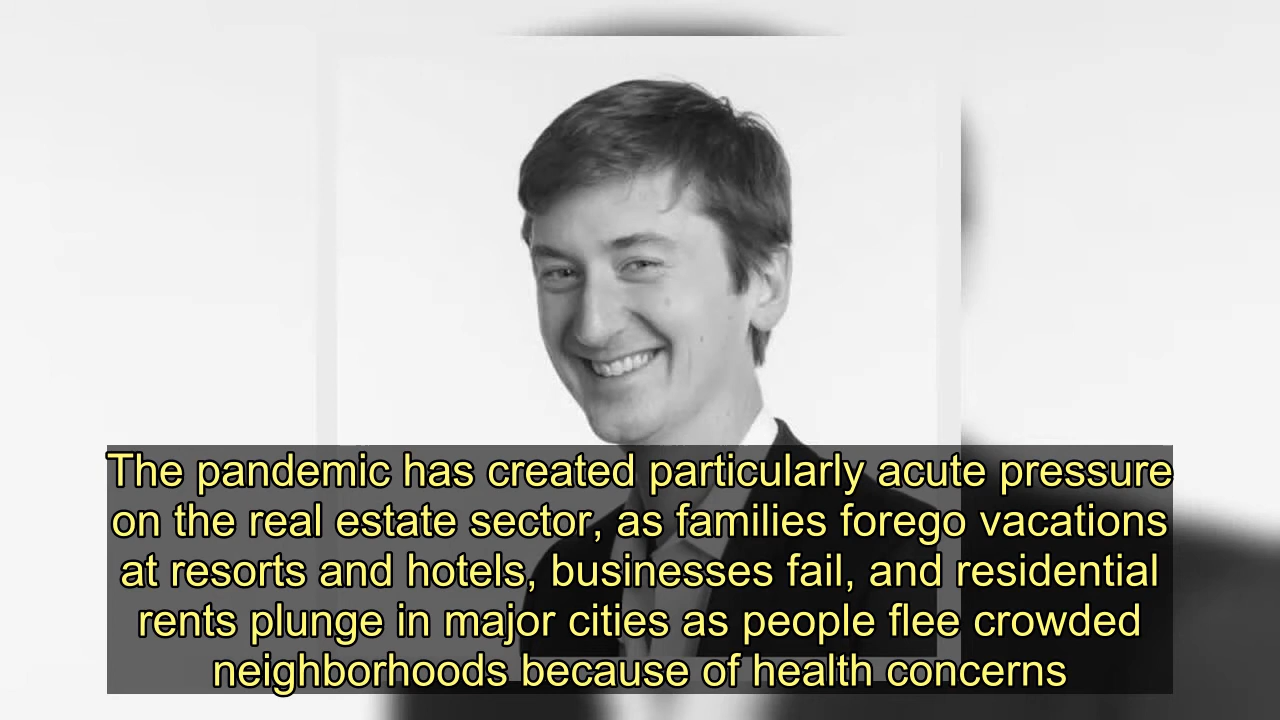 The pandemic has created particularly acute pressure
on the real estate sector, as families forego vacations
at resorts and hotels, businesses fail, and residential
rents plunge in major cities as people flee crowded
neighborhoods because of health concerns